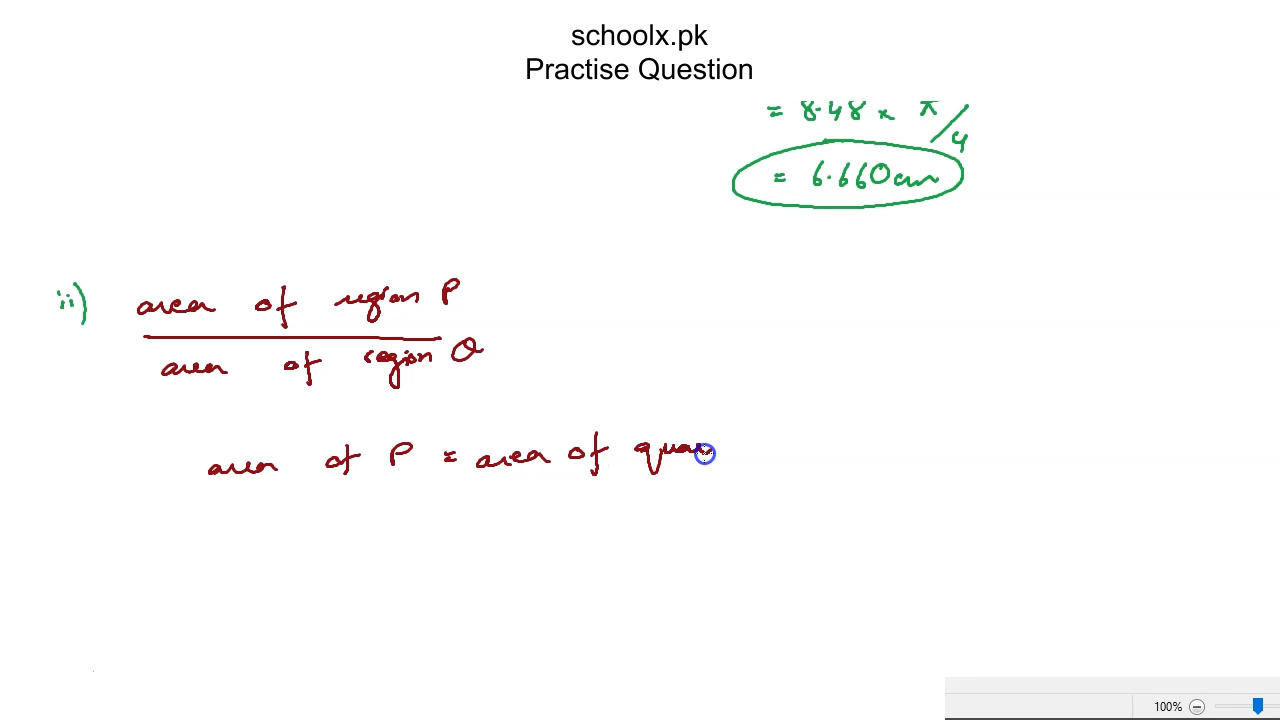 schoolx.pk
Practise Question
= 8.48 × π/4
= 6.660cm
ii) area of region P
area of region Q
area of P = area of qua
100%